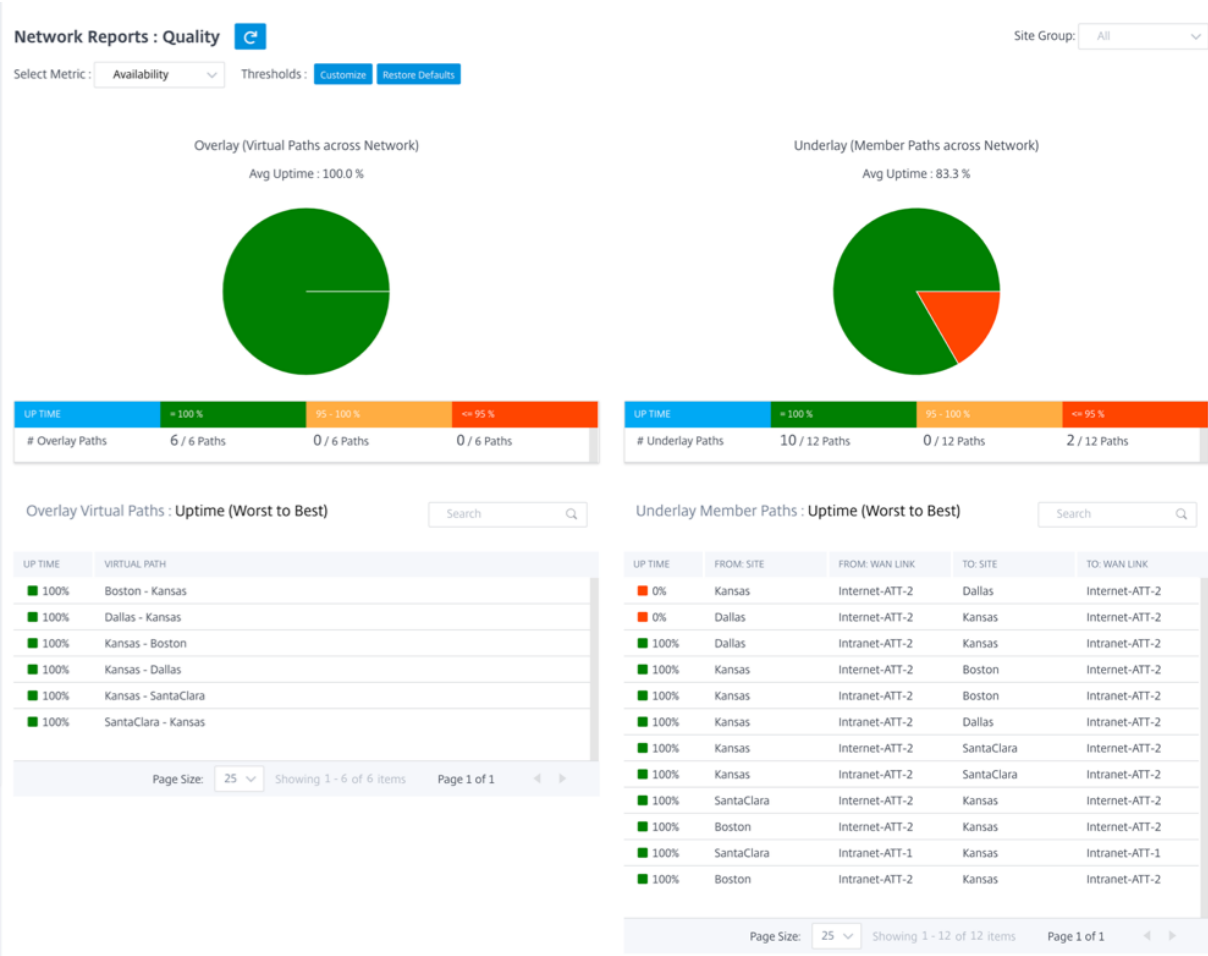 Network Reports : Quality
Site Group: All
Select Metric : Availability Thresholds : Customize Restore Defaults
Overlay (Virtual Paths across Network)
Avg Uptime : 100.0 %
Underlay (Member Paths across Network)
Avg Uptime : 83.3 %
UP TIME = 100 % 95 - 100 % <= 95 %
# Overlay Paths 6 / 6 Paths 0 / 6 Paths 0 / 6 Paths
UP TIME = 100 % 95 - 100 % <= 95 %
# Underlay Paths 10 / 12 Paths 0 / 12 Paths 2 / 12 Paths
Overlay Virtual Paths : Uptime (Worst to Best) Search
UP TIME VIRTUAL PATH
100% Boston - Kansas
100% Dallas - Kansas
100% Kansas - Boston
100% Kansas - Dallas
100% Kansas - SantaClara
100% SantaClara - Kansas
Page Size: 25 Showing 1 - 6 of 6 items Page 1 of 1
Underlay Member Paths : Uptime (Worst to Best) Search
UP TIME FROM: SITE FROM: WAN LINK TO: SITE TO: WAN LINK
0% Kansas Internet-ATT-2 Dallas Internet-ATT-2
0% Dallas Internet-ATT-2 Kansas Internet-ATT-2
100% Dallas Intranet-ATT-2 Kansas Intranet-ATT-2
100% Kansas Internet-ATT-2 Boston Internet-ATT-2
100% Kansas Intranet-ATT-2 Boston Intranet-ATT-2
100% Kansas Intranet-ATT-2 Dallas Intranet-ATT-2
100% Kansas Internet-ATT-2 SantaClara Internet-ATT-2
100% Kansas Intranet-ATT-2 SantaClara Intranet-ATT-2
100% SantaClara Internet-ATT-2 Kansas Internet-ATT-2
100% Boston Internet-ATT-2 Kansas Internet-ATT-2
100% SantaClara Intranet-ATT-1 Kansas Intranet-ATT-1
100% Boston Intranet-ATT-2 Kansas Intranet-ATT-2
Page Size: 25 Showing 1 - 12 of 12 items Page 1 of 1